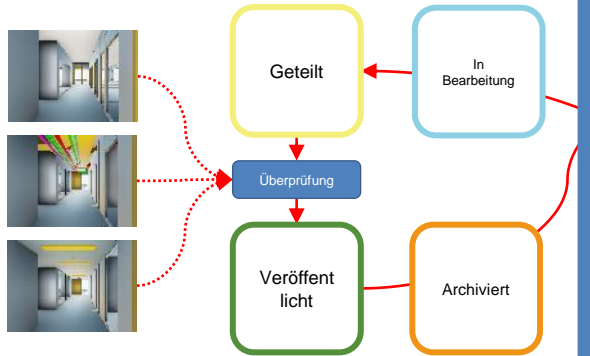 Geteilt
In
Bearbeitung
Überprüfung
Veröffent
licht
Archiviert